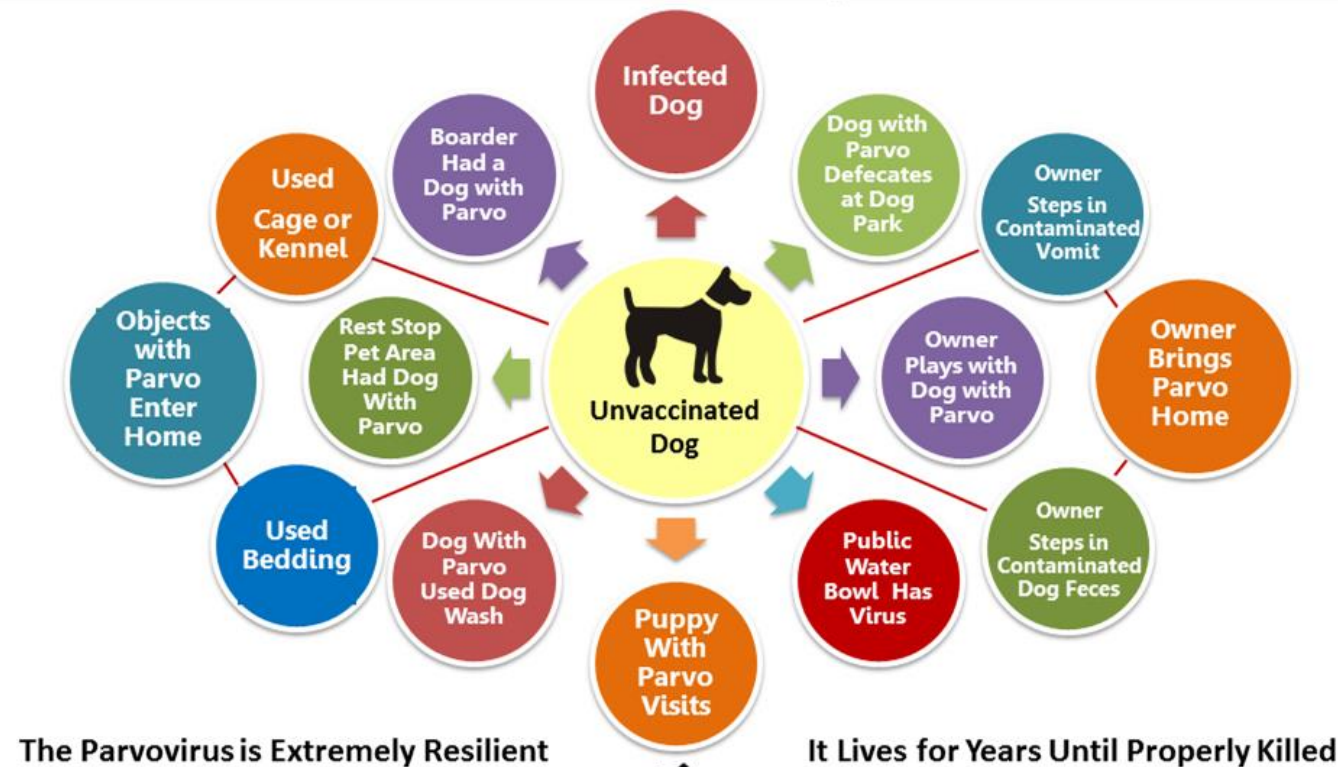 Infected
Dog
Boarder
Had a
Dog with
Parvo
Dog with
Parvo
Defecates
at Dog
Park
Used
Cage or
Kennel
Owner
Steps in
Contaminated
Vomit
Objects
with
Parvo
Enter
Home
Rest Stop
Pet Area
Had Dog
With
Parvo
Unvaccinated
Dog
Owner
Plays with
Dog with
Parvo
Owner
Brings
Parvo
Home
Used
Bedding
Dog With
Parvo
Used Dog
Wash
Puppy
With
Parvo
Visits
Public
Water
Bowl Has
Virus
Owner
Steps in
Contaminated
Dog Feces
The Parvovirus is Extremely Resilient
It Lives for Years Until Properly Killed